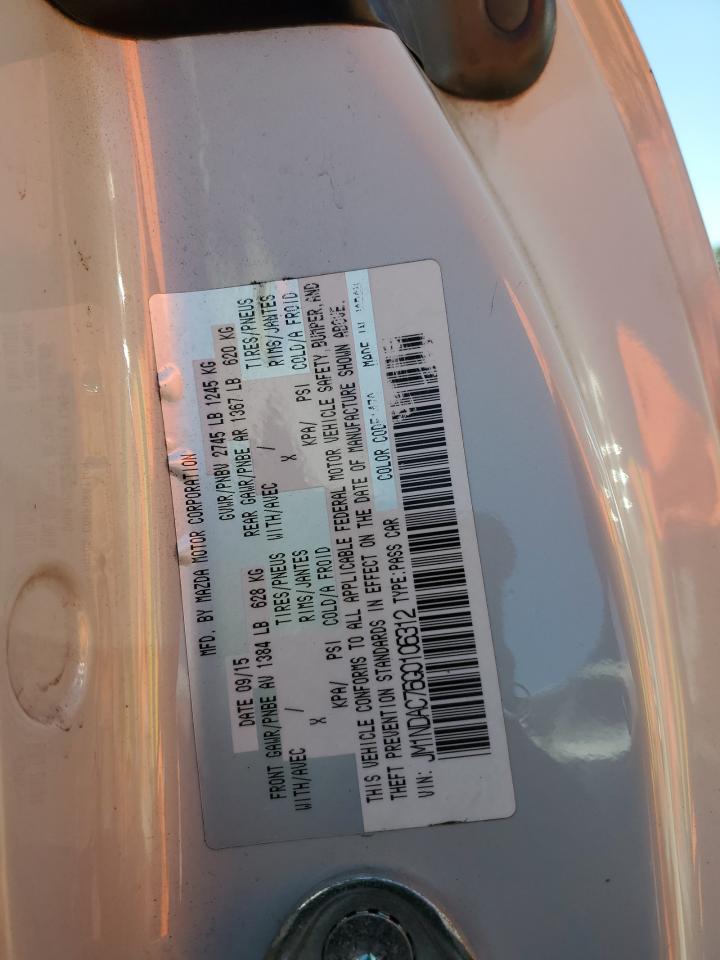 MFD. BY MAZDA MOTOR CORPORATION
DATE 09/15 GVWR/PNBV 2745 LB 1245 KG
FRONT GAWR/PNBE AV 1384 LB 628 KG REAR GAWR/PNBE AR 1367 LB 620 KG
WITH/AVEC TIRES/PNEUS WITH/AVEC TIRES/PNEUS
/ X RIMS/JANTES / X RIMS/JANTES
KPA/ PSI COLD/A FROID KPA/ PSI COLD/A FROID
THIS VEHICLE CONFORMS TO ALL APPLICABLE FEDERAL MOTOR VEHICLE SAFETY, BUMPER, AND
THEFT PREVENTION STANDARDS IN EFFECT ON THE DATE OF MANUFACTURE SHOWN ABOVE.
VIN: JM1NDAC76G0106312 TYPE:PASS CAR COLOR CODE: MADE IN